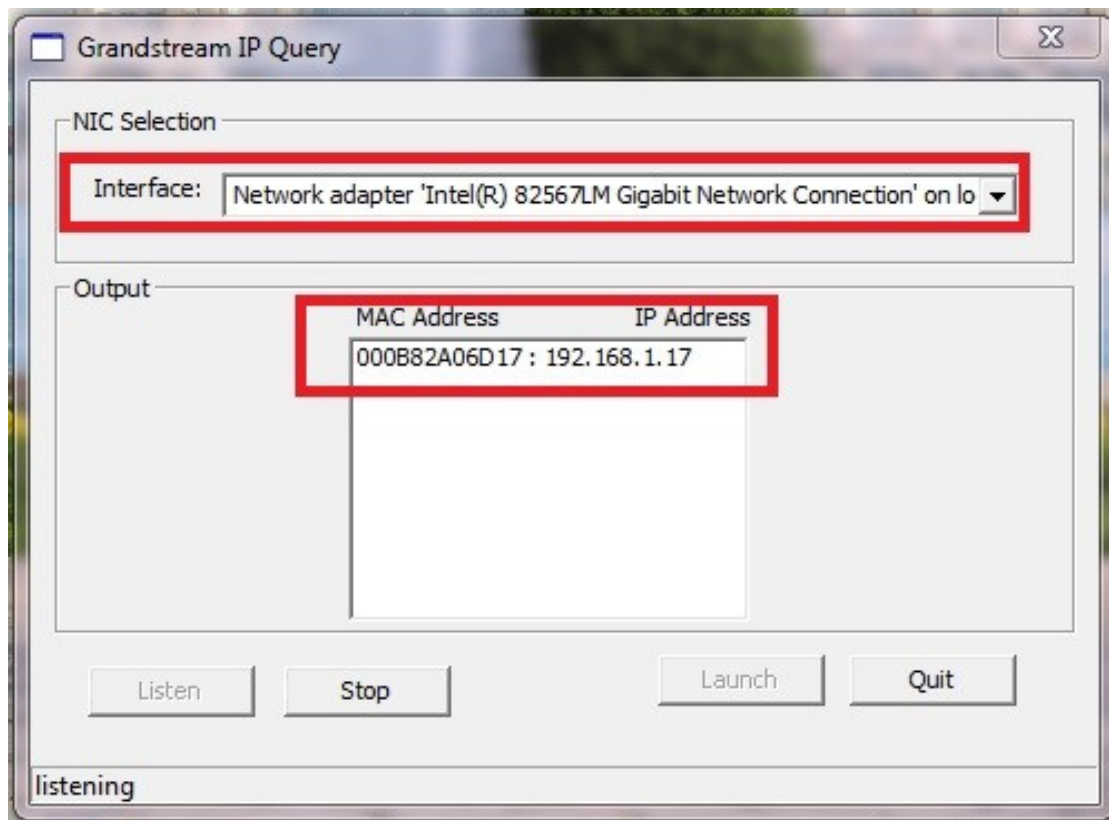 Grandstream IP Query
NIC Selection
Interface: Network adapter 'Intel(R) 82567LM Gigabit Network Connection' on lo
Output
MAC Address IP Address
000B82A06D17 : 192.168.1.17
Listen Stop Launch Quit
listening